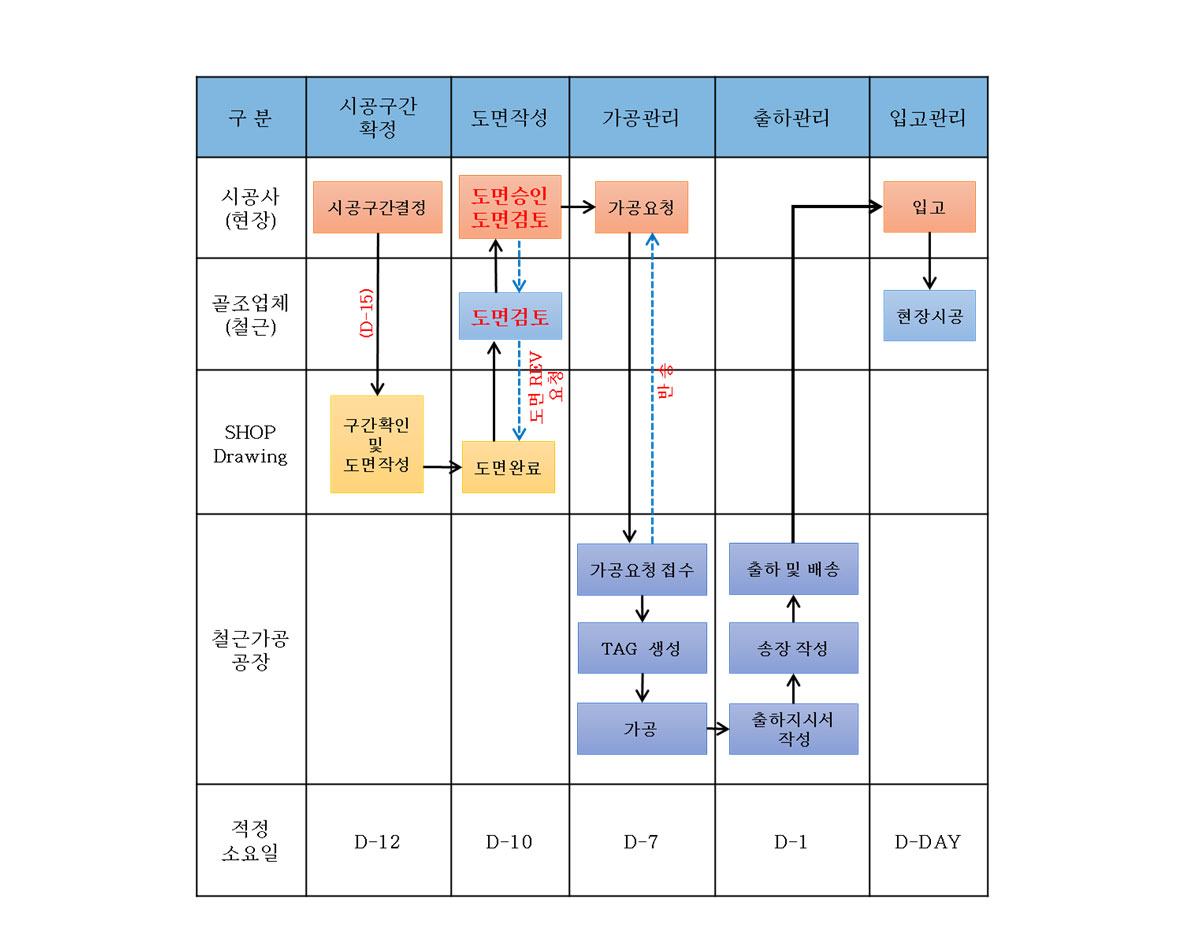 구 분
시공구간
확정
도면작성
가공관리
출하관리
입고관리
시공사
(현장)
시공구간결정
도면승인
도면검토
가공요청
입고
골조업체
(철근)
(D-15)
도면검토
현장시공
도면 REV
요청
반 송
SHOP
Drawing
구간확인
및
도면작성
도면완료
철근가공
공장
가공요청 접수
출하 및 배송
TAG 생성
송장 작성
가공
출하지시서
작성
적정
소요일
D-12
D-10
D-7
D-1
D-DAY